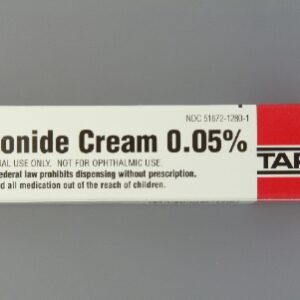 NDC 51672-1280-1
onide Cream 0.05%
NAL USE ONLY. NOT FOR OPHTHALMIC USE.
ederal law prohibits dispensing without prescription.
d all medication out of the reach of children.
TAR